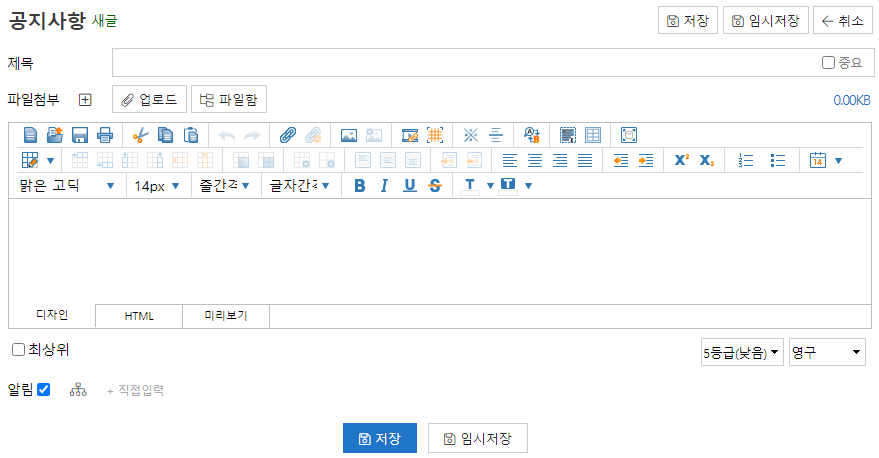 공지사항 새글
저장 임시저장 취소
제목
중요
파일첨부 업로드 파일함 0.00KB
맑은 고딕 14px 줄간격 글자간격 B I U S T T
X² X₂ 14
디자인 HTML 미리보기
최상위 5등급(낮음) 영구
알림 + 직접입력
저장 임시저장